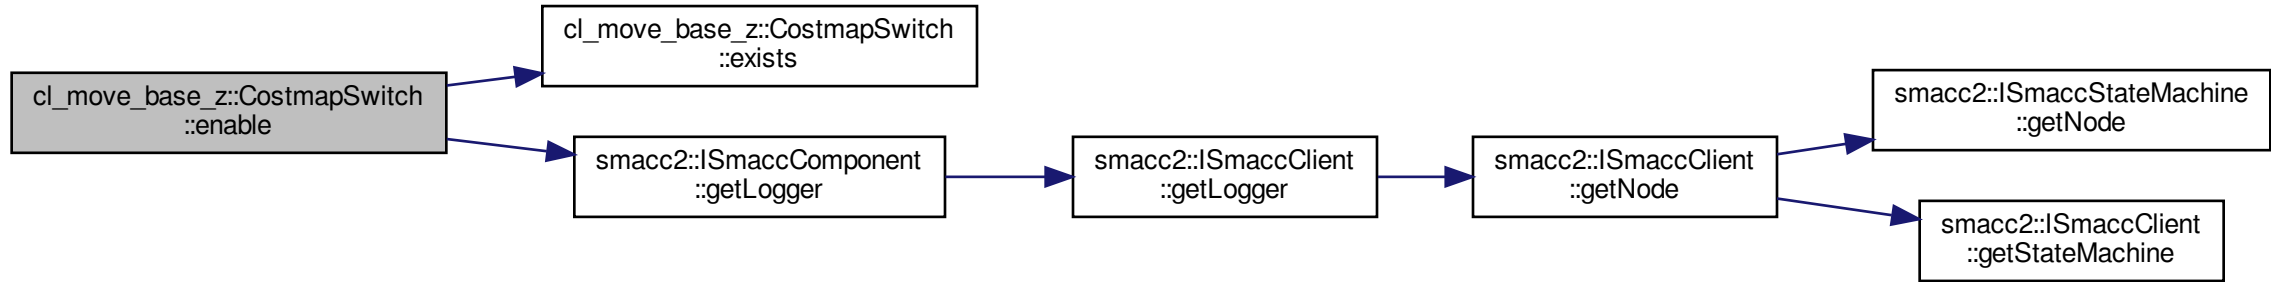 cl_move_base_z::CostmapSwitch
::enable
cl_move_base_z::CostmapSwitch
::exists
smacc2::ISmaccComponent
::getLogger
smacc2::ISmaccClient
::getLogger
smacc2::ISmaccClient
::getNode
smacc2::ISmaccStateMachine
::getNode
smacc2::ISmaccClient
::getStateMachine